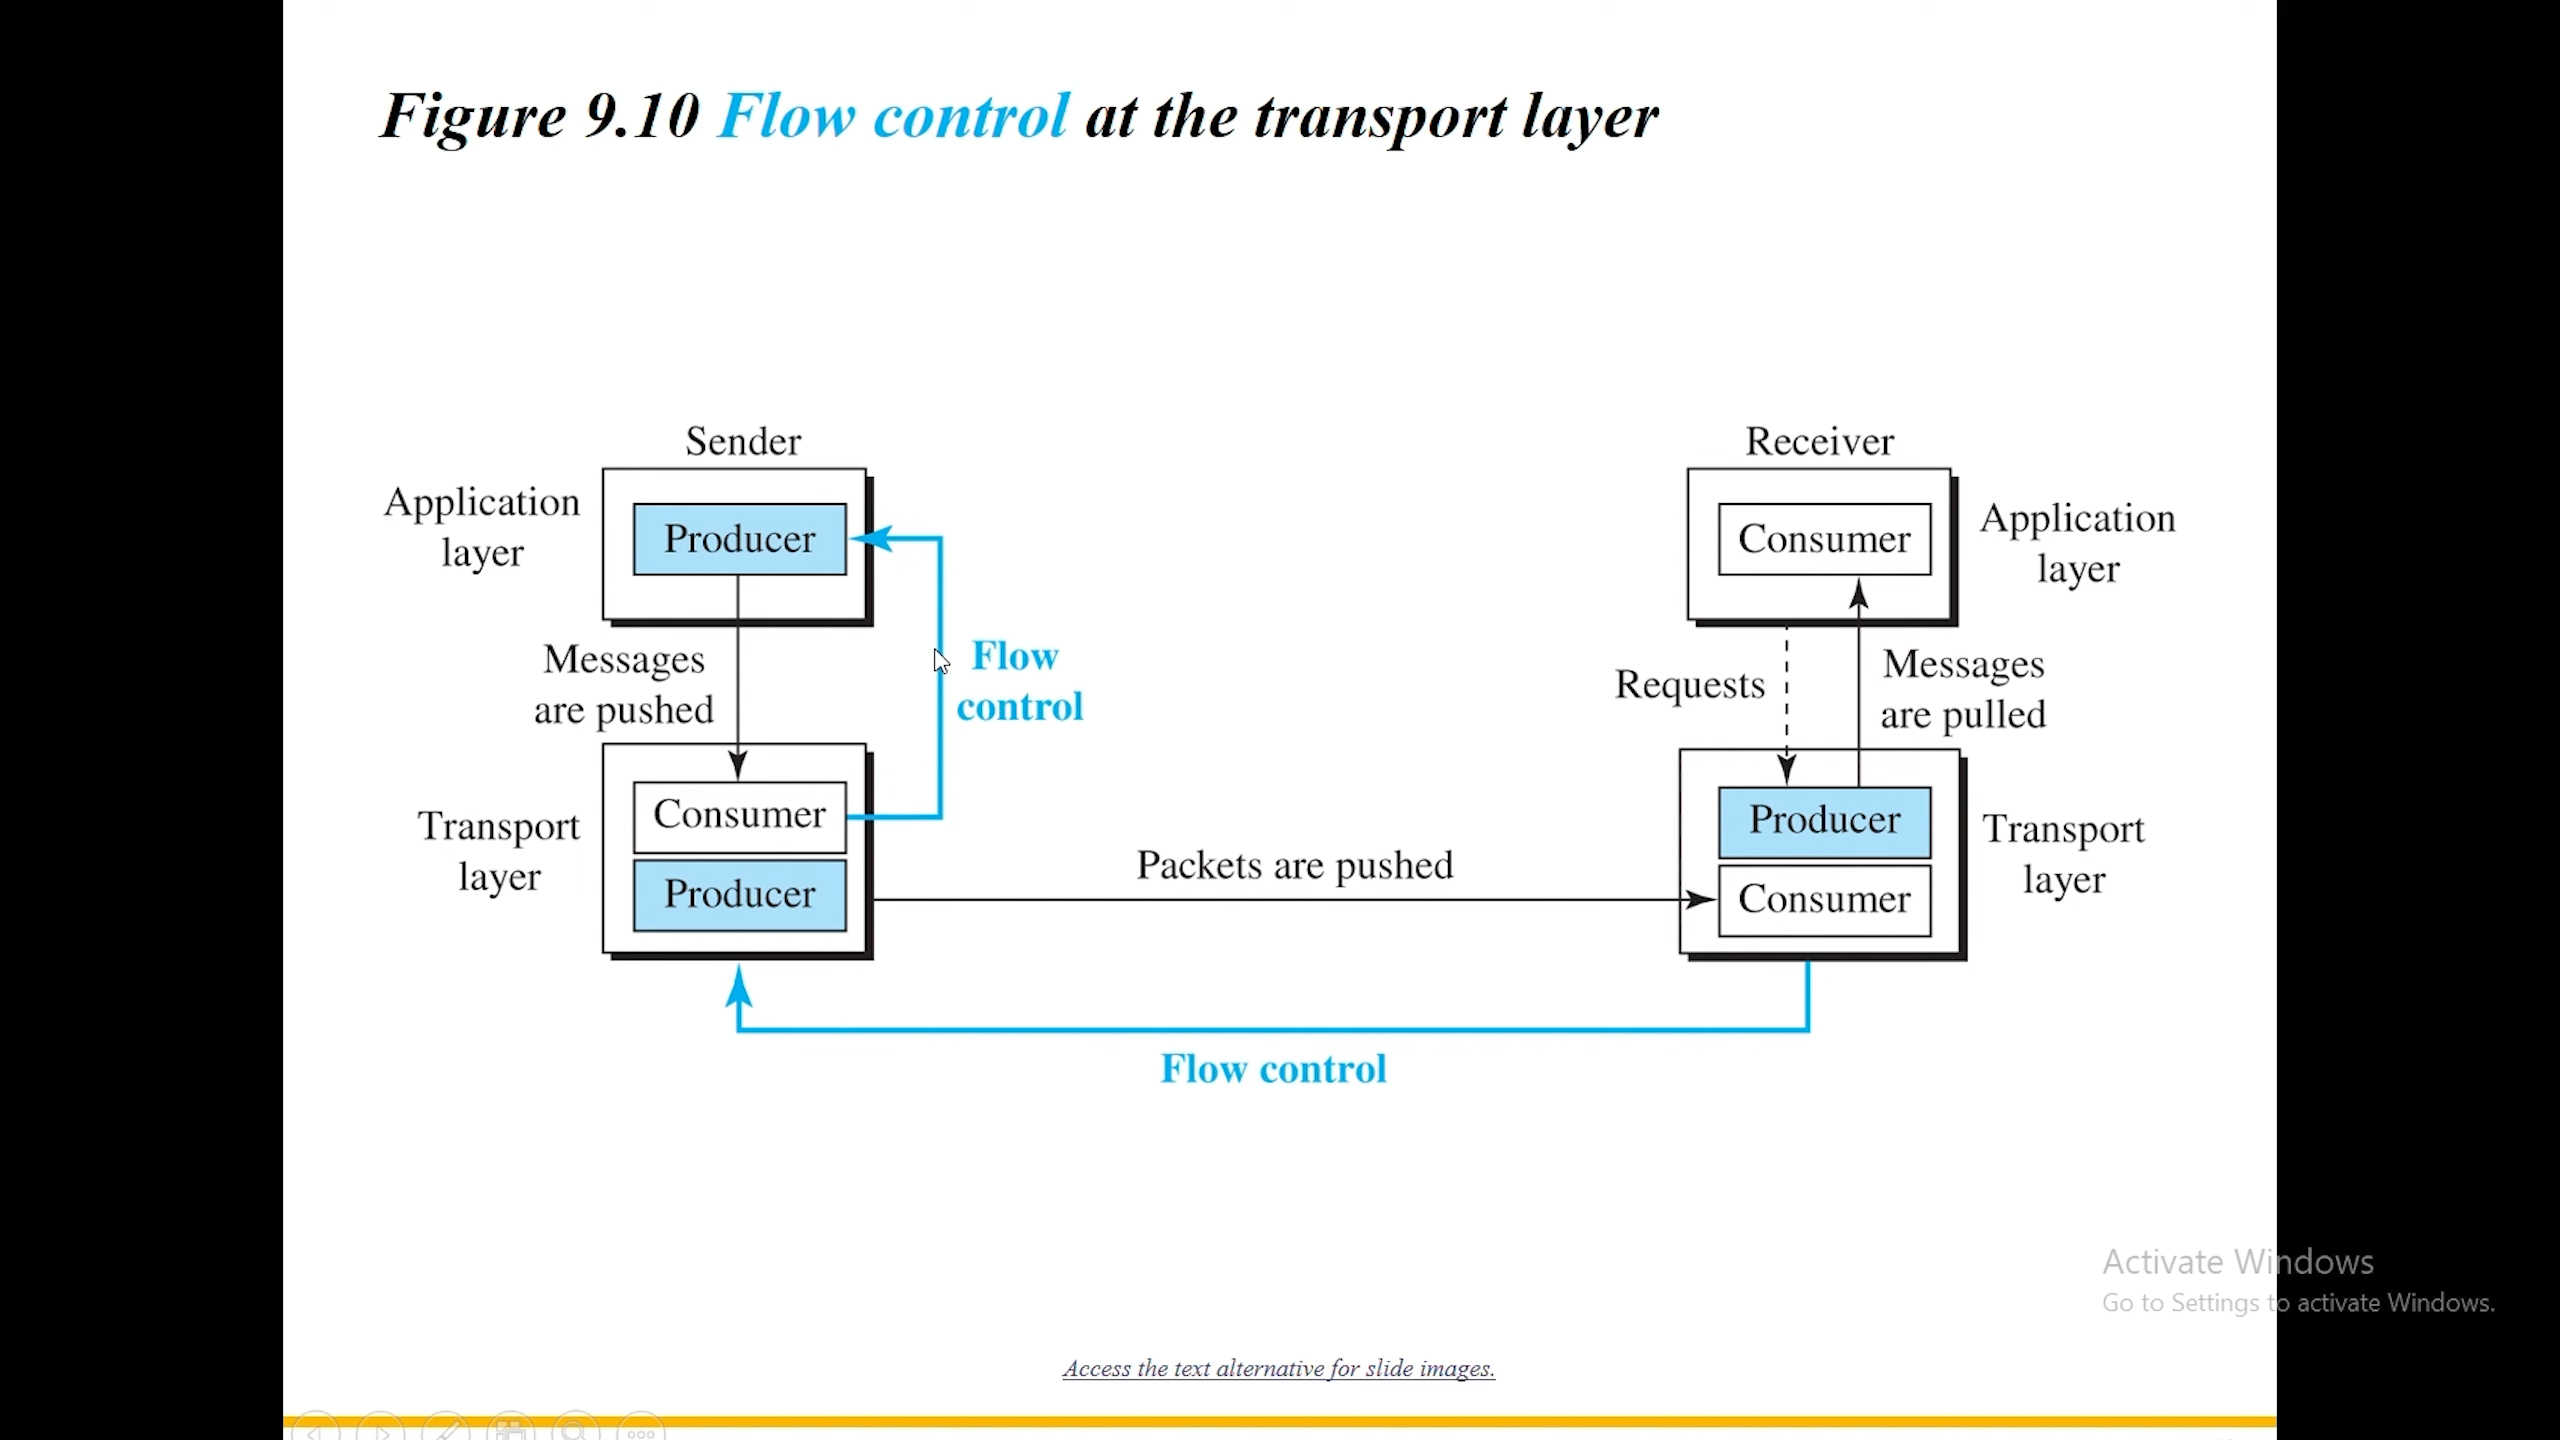 Figure 9.10 Flow control at the transport layer
Sender
Receiver
Application
layer
Producer
Consumer
Application
layer
Messages
are pushed
Flow
control
Requests
Messages
are pulled
Transport
layer
Consumer
Producer
Packets are pushed
Producer
Consumer
Transport
layer
Flow control
Activate Windows
Go to Settings to activate Windows.
Access the text alternative for slide images.